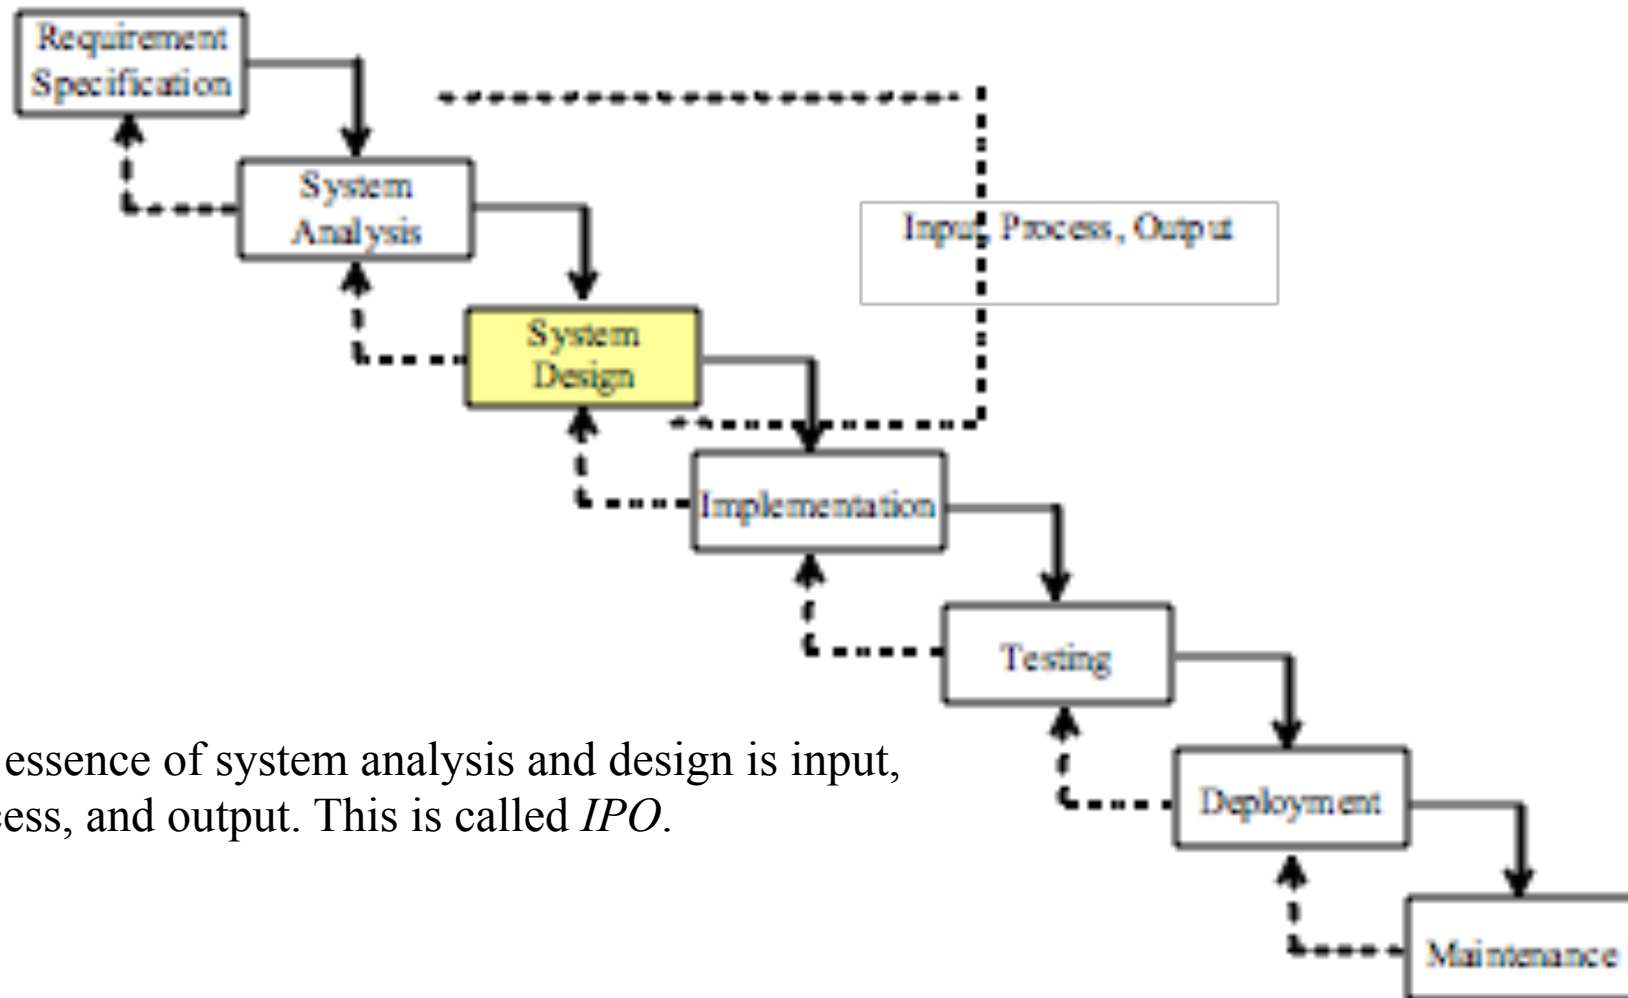 Requirement
Specification
System
Analysis
Input, Process, Output
System
Design
Implementation
Testing
essence of system analysis and design is input,
cess, and output. This is called IPO.
Deployment
Maintenance